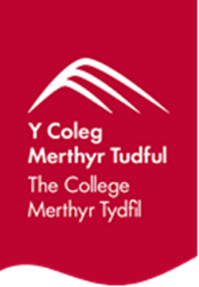 Y Coleg
Merthyr Tudful
The College
Merthyr Tydfil